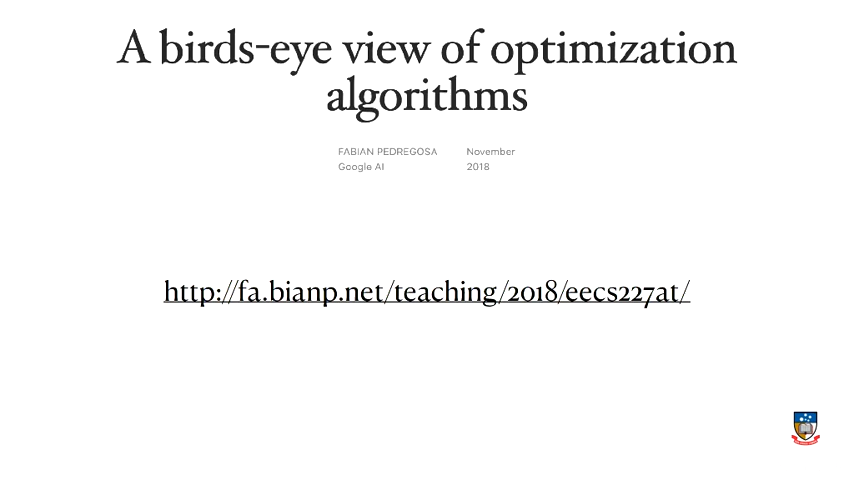 A birds-eye view of optimization
algorithms
FABIAN PEDREGOSA
Google AI
November
2018
http://fa.bianp.net/teaching/2018/eecs227at/